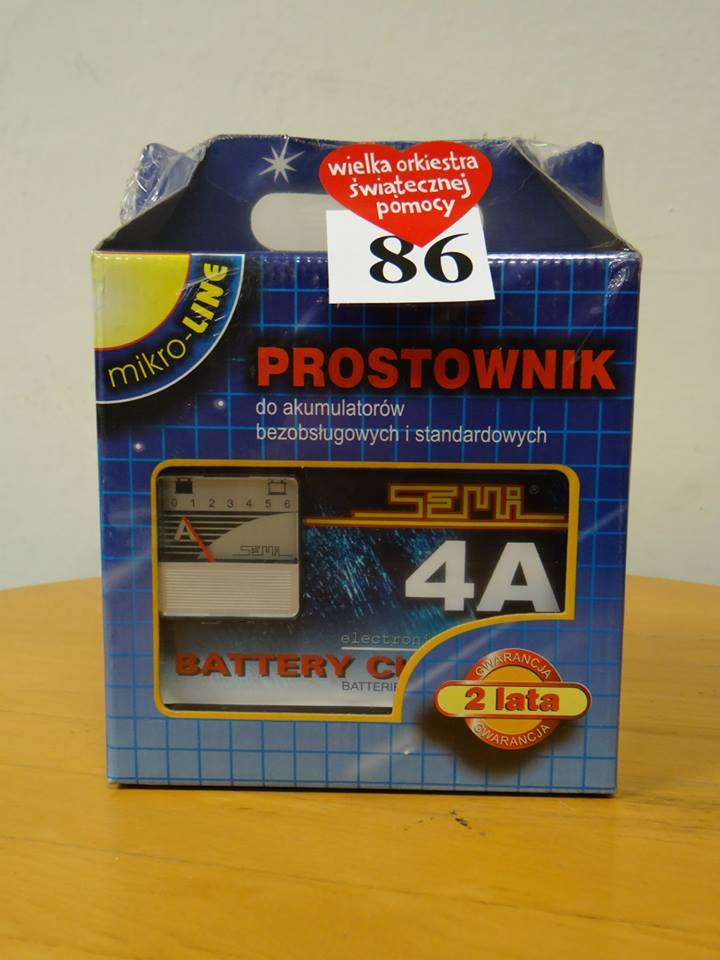 wielka orkiestra
świątecznej
pomocy
86
mikro-LINE
PROSTOWNIK
do akumulatorów
bezobsługowych i standardowych
0 1 2 3 4 5 6
A
SEMI
SEMI®
4A
BATTERY
GWARANCJA
2 lata
GWARANCJA